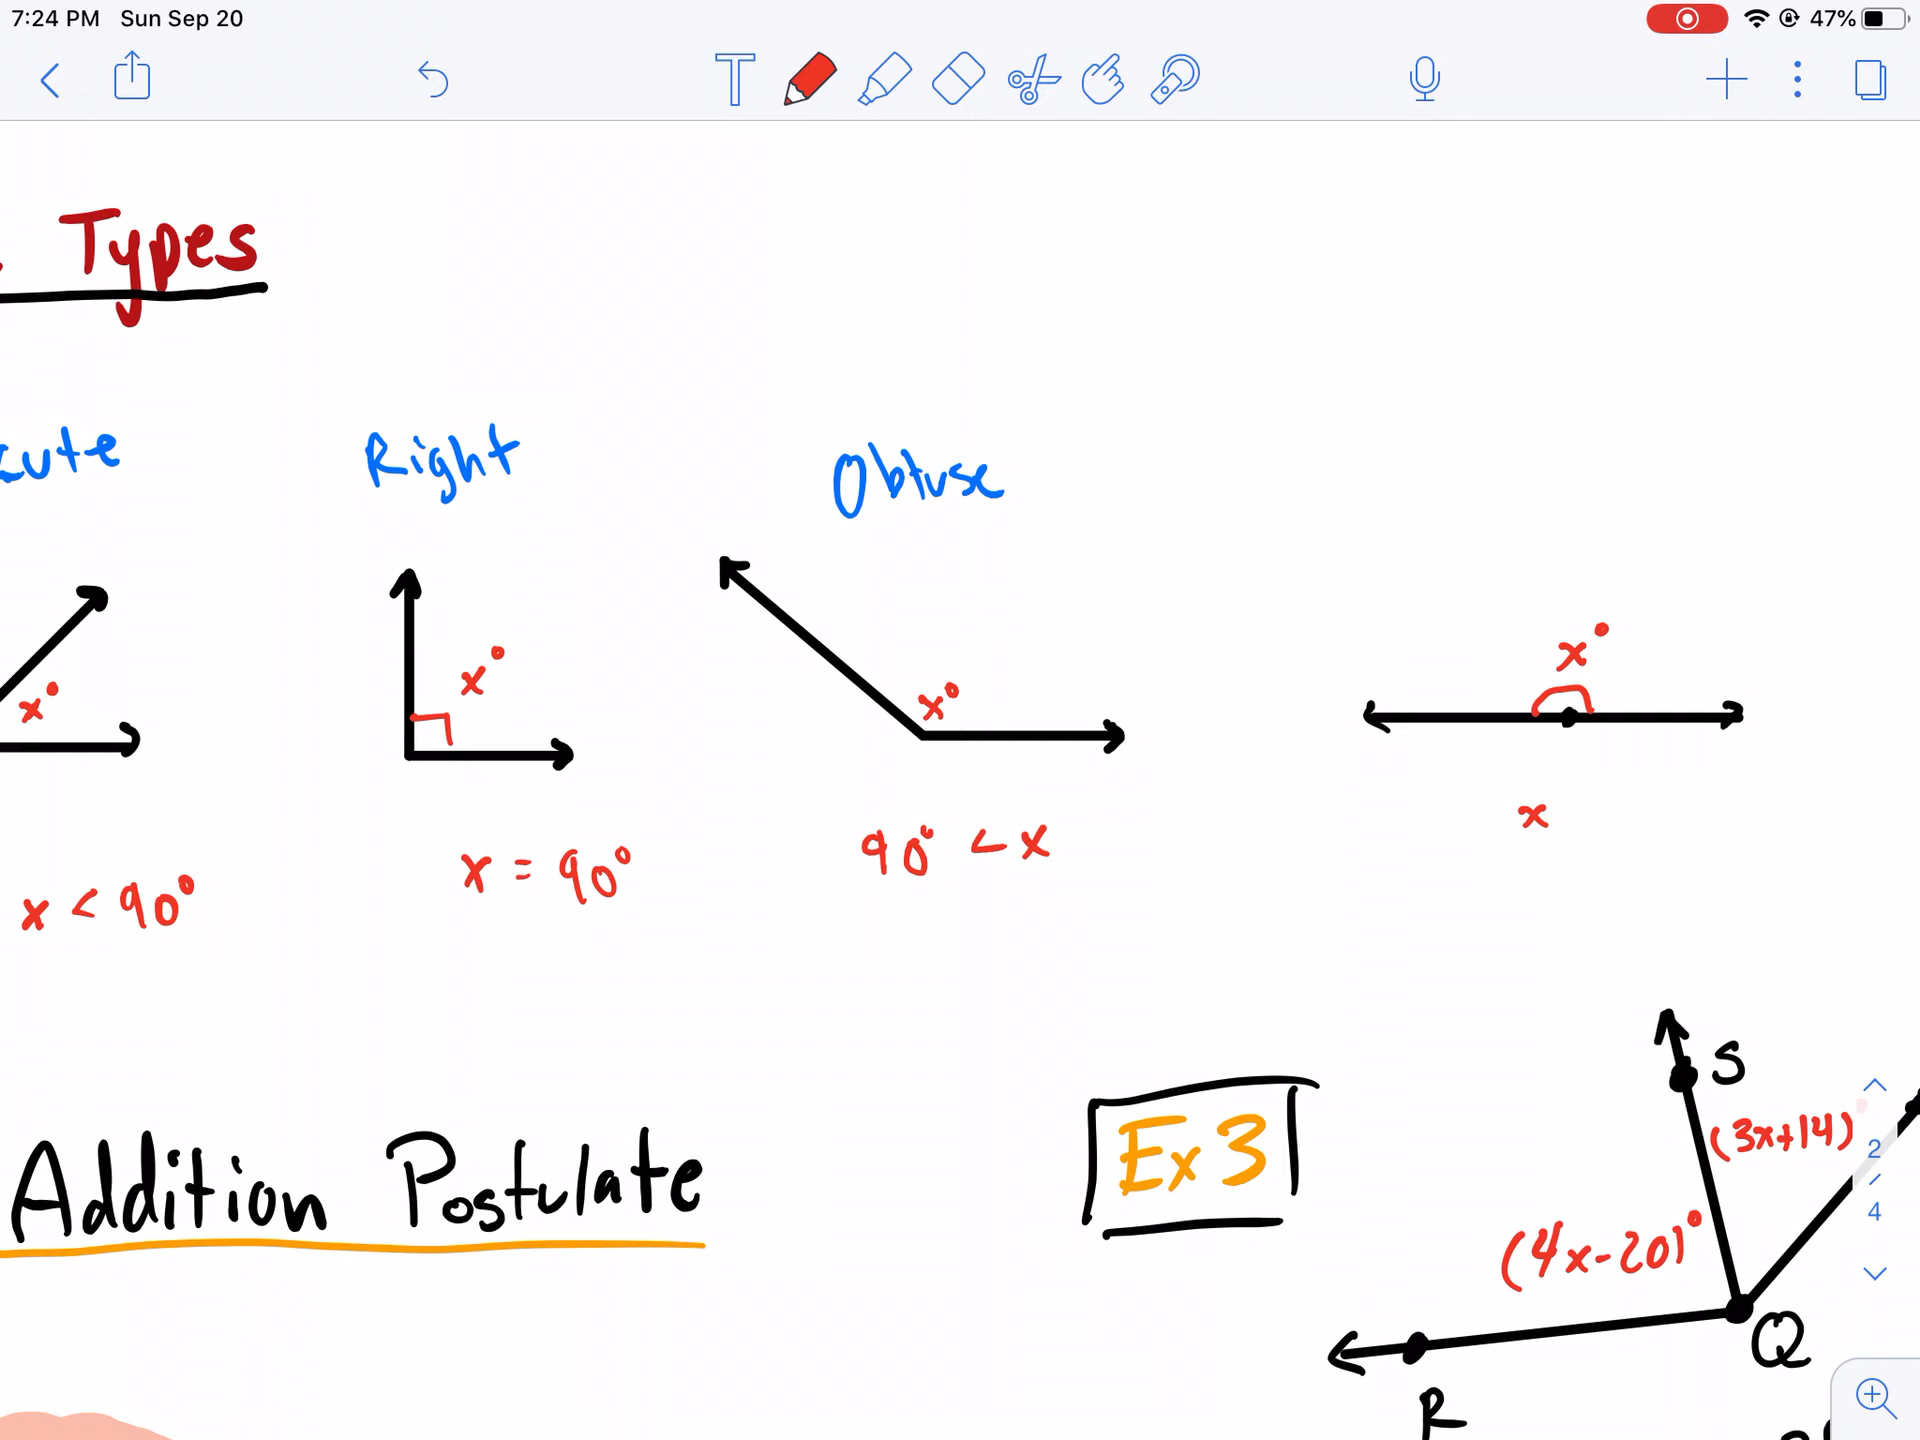 7:24 PM Sun Sep 20
47%
T
Types
cute
Right
Obtuse
x°
x°
x°
x°
x < 90°
x = 90°
90° < x
x
Addition Postulate
Ex 3
S
(3x+14)
(4x-20)°
Q
R
2
4